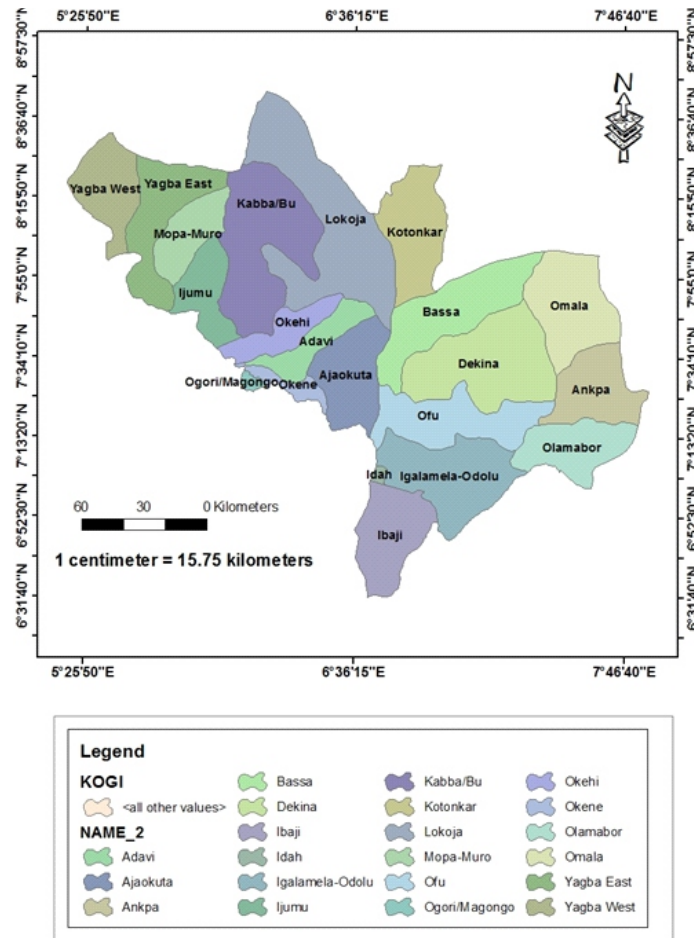 5°25'50"E 6°36'15"E 7°46'40"E
8°57'30"N 8°57'30"N
8°36'40"N 8°36'40"N
8°15'50"N 8°15'50"N
7°55'0"N 7°55'0"N
7°34'10"N 7°34'10"N
7°13'20"N 7°13'20"N
6°52'30"N 6°52'30"N
6°31'40"N 6°31'40"N
N
Yagba West
Yagba East
Kabba/Bu
Lokoja
Kotonkar
Mopa-Muro
Ijumu
Bassa
Omala
Okehi
Adavi
Dekina
Ajaokuta
Ogori/Magongo
Okene
Ankpa
Ofu
Olamabor
Idah
Igalamela-Odolu
Ibaji
60 30 0 Kilometers
1 centimeter = 15.75 kilometers
5°25'50"E 6°36'15"E 7°46'40"E
Legend
KOGI
<all other values>
NAME_2
Adavi
Ajaokuta
Ankpa
Bassa
Dekina
Ibaji
Idah
Igalamela-Odolu
Ijumu
Kabba/Bu
Kotonkar
Lokoja
Mopa-Muro
Ofu
Ogori/Magongo
Okehi
Okene
Olamabor
Omala
Yagba East
Yagba West